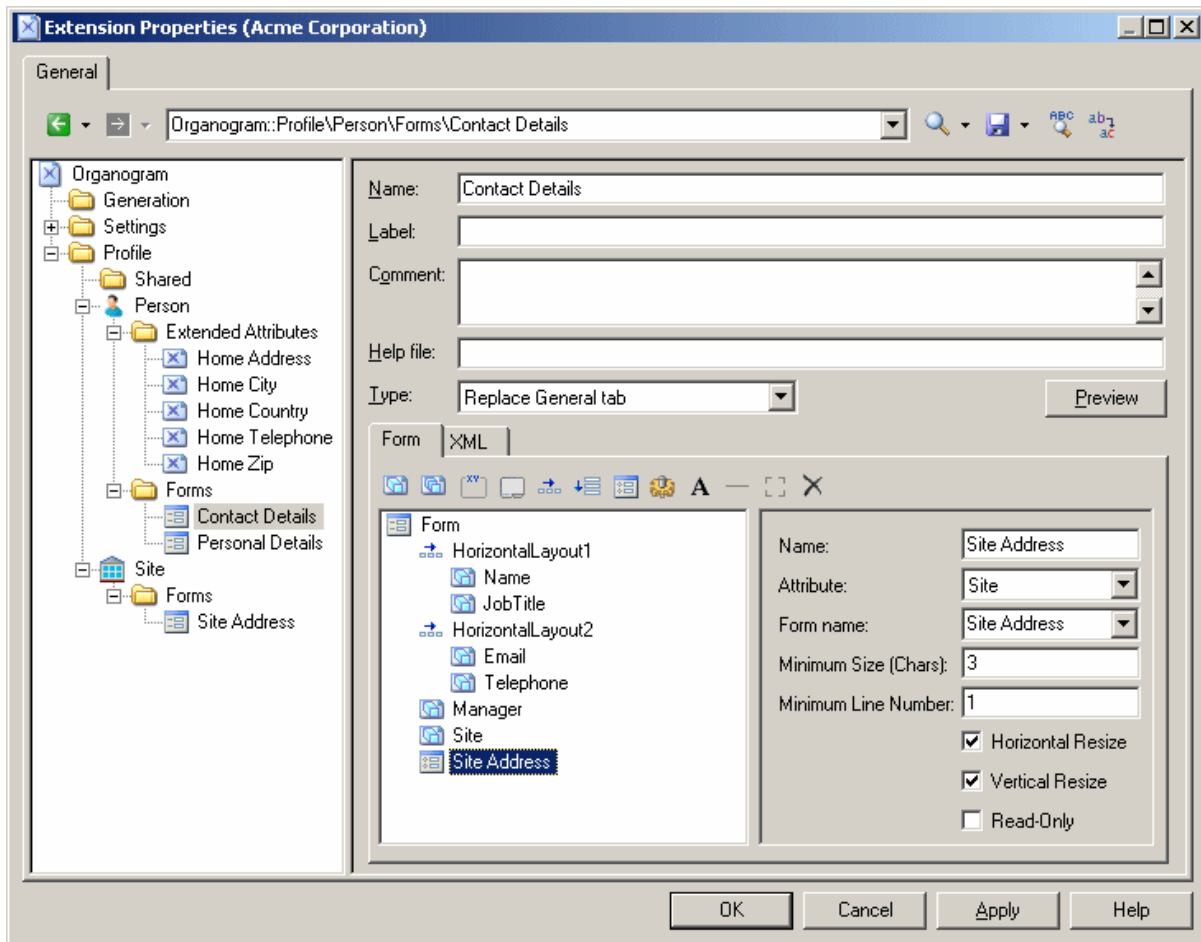 Extension Properties (Acme Corporation)
General
Organogram::Profile\Person\Forms\Contact Details
ABC
ab
ac
Organogram
Generation
Settings
Profile
Shared
Person
Extended Attributes
Home Address
Home City
Home Country
Home Telephone
Home Zip
Forms
Contact Details
Personal Details
Site
Forms
Site Address
Name: Contact Details
Label:
Comment:
Help file:
Type: Replace General tab
Preview
Form XML
XY
A
Form
HorizontalLayout1
Name
JobTitle
HorizontalLayout2
Email
Telephone
Manager
Site
Site Address
Name: Site Address
Attribute: Site
Form name: Site Address
Minimum Size (Chars): 3
Minimum Line Number: 1
Horizontal Resize
Vertical Resize
Read-Only
OK Cancel Apply Help